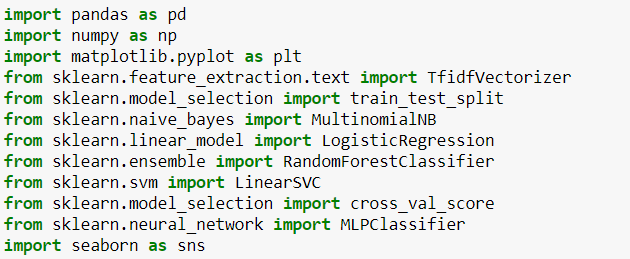 import pandas as pd
import numpy as np
import matplotlib.pyplot as plt
from sklearn.feature_extraction.text import TfidfVectorizer
from sklearn.model_selection import train_test_split
from sklearn.naive_bayes import MultinomialNB
from sklearn.linear_model import LogisticRegression
from sklearn.ensemble import RandomForestClassifier
from sklearn.svm import LinearSVC
from sklearn.model_selection import cross_val_score
from sklearn.neural_network import MLPClassifier
import seaborn as sns